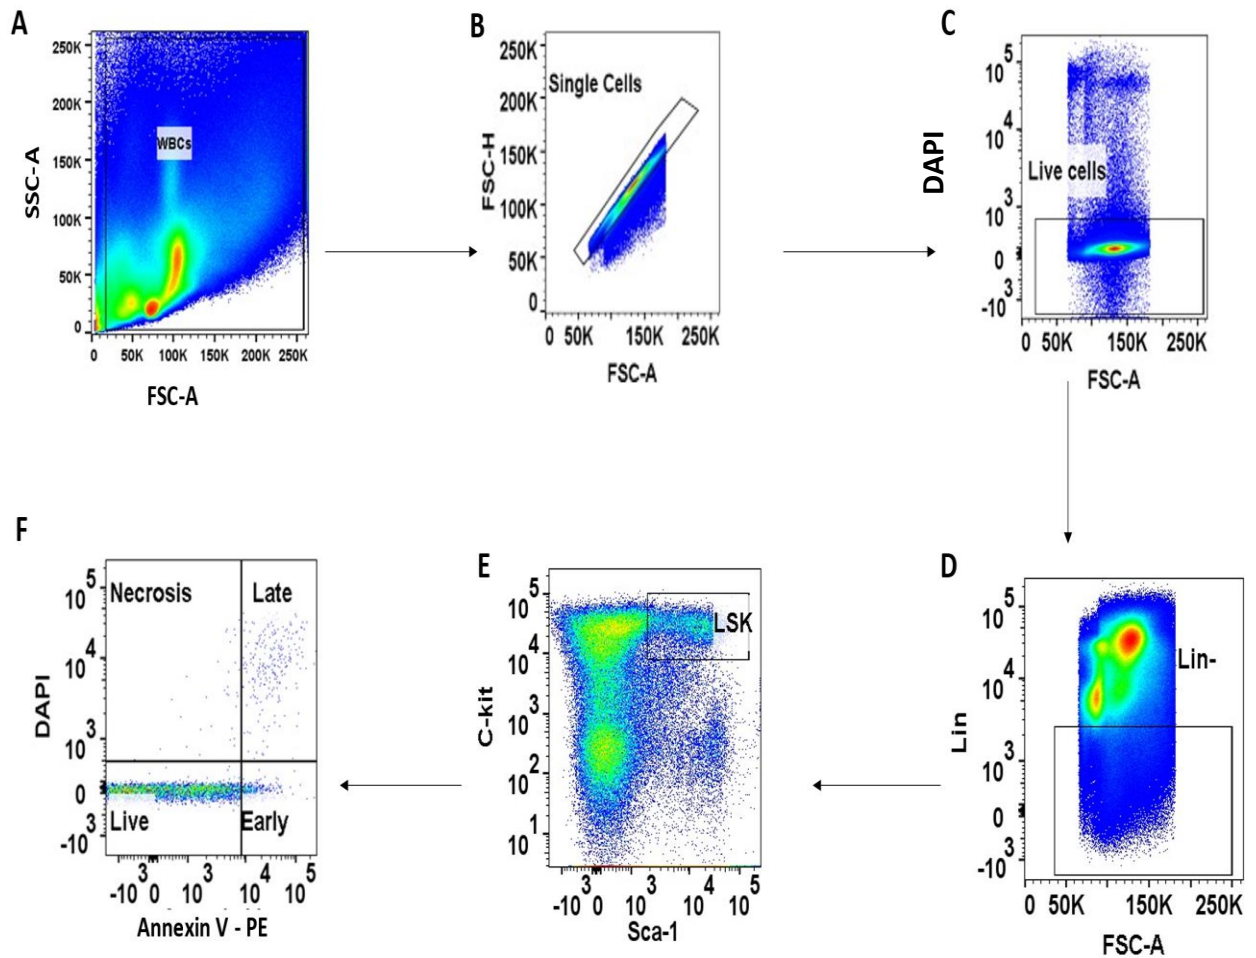 A
250K
200K
150K
100K
50K
0
SSC-A
WBCs
0 50K 100K 150K 200K 250K
FSC-A
B
250K
200K
150K
100K
50K
0
FSC-H
Single Cells
0 50K 150K 250K
FSC-A
C
10^5
10^4
10^3
0
-10^3
DAPI
Live cells
0 50K 150K 250K
FSC-A
F
10^5
10^4
10^3
0
-10^3
DAPI
Necrosis Late
Live Early
-10^3 0 10^3 10^4 10^5
Annexin V - PE
E
10^5
10^4
10^3
10^2
10^1
C-kit
LSK
-10^3 0 10^3 10^4 10^5
Sca-1
D
10^5
10^4
10^3
0
-10^3
Lin
Lin-
0 50K 150K 250K
FSC-A